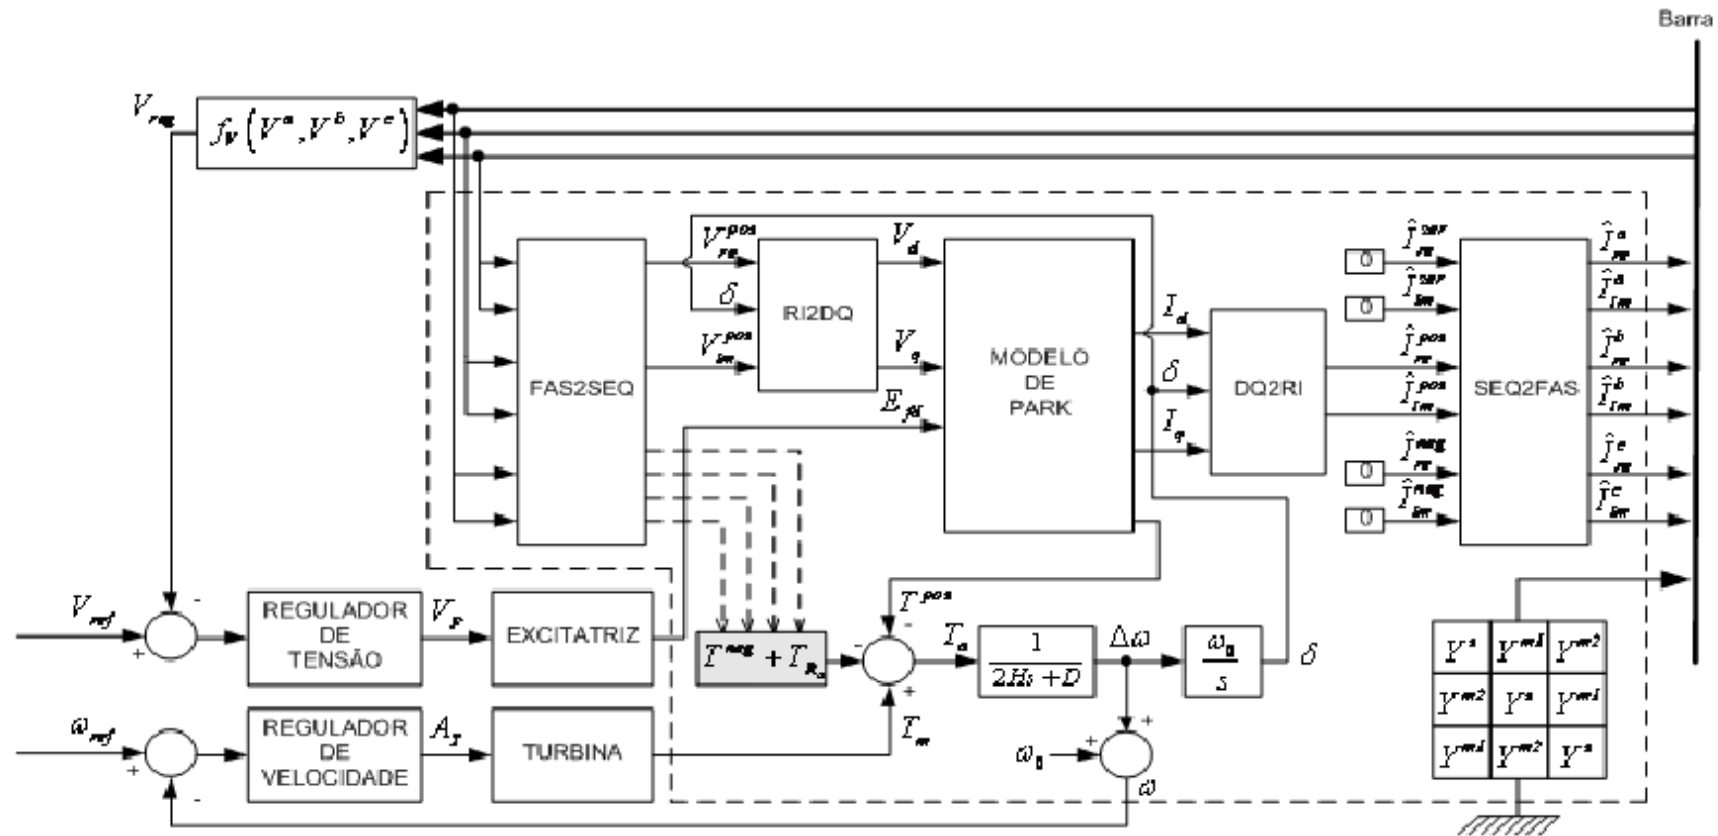 Barra
V_reg
f_V (V^a, V^b, V^c)
V_re^pos
V_d
δ
RI2DQ
V_im^pos
V_q
FAS2SEQ
E_fd
MODELO
DE
PARK
I_d
δ
I_q
DQ2RI
0
Î_re^zer
0
Î_im^zer
Î_re^pos
Î_im^pos
0
Î_re^neg
0
Î_im^neg
SEQ2FAS
Î_re^a
Î_im^a
Î_re^b
Î_im^b
Î_re^c
Î_im^c
V_ref
-
+
REGULADOR
DE
TENSÃO
V_F
EXCITATRIZ
T^neg + T_Ra
T^pos
-
-
+
T_a
1
2Hs+D
Δω
ω_0
s
δ
ω_ref
+
-
REGULADOR
DE
VELOCIDADE
TURBINA
T_m
ω_0
+
+
ω
Y^s Y^m1 Y^m2
Y^m2 Y^s Y^m1
Y^m1 Y^m2 Y^s